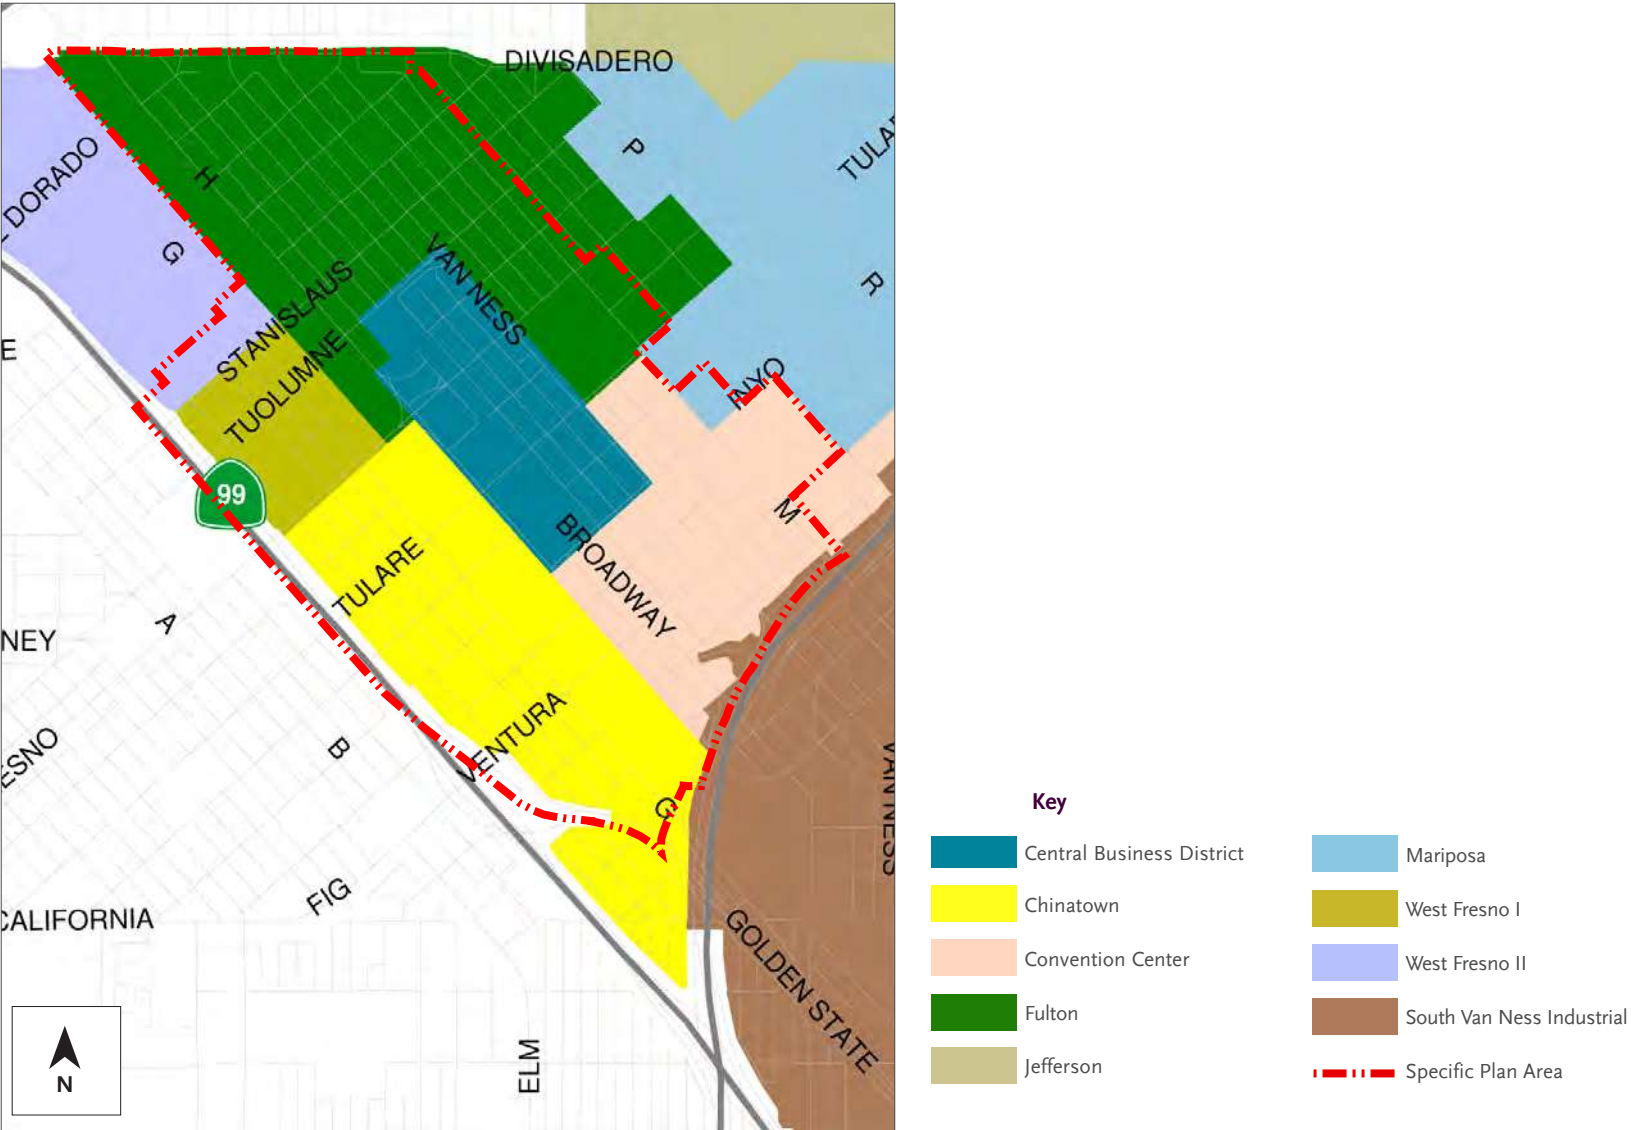 DIVISADERO
P
TULAR
L DORADO
H
G
VAN NESS
R
STANISLAUS
TUOLUMNE
E
INYO
99
M
BROADWAY
TULARE
A
NEY
VENTURA
B
ESNO
VAN NESS
G
FIG
CALIFORNIA
GOLDEN STATE
ELM
N
Key
Central Business District
Chinatown
Convention Center
Fulton
Jefferson
Mariposa
West Fresno I
West Fresno II
South Van Ness Industrial
Specific Plan Area